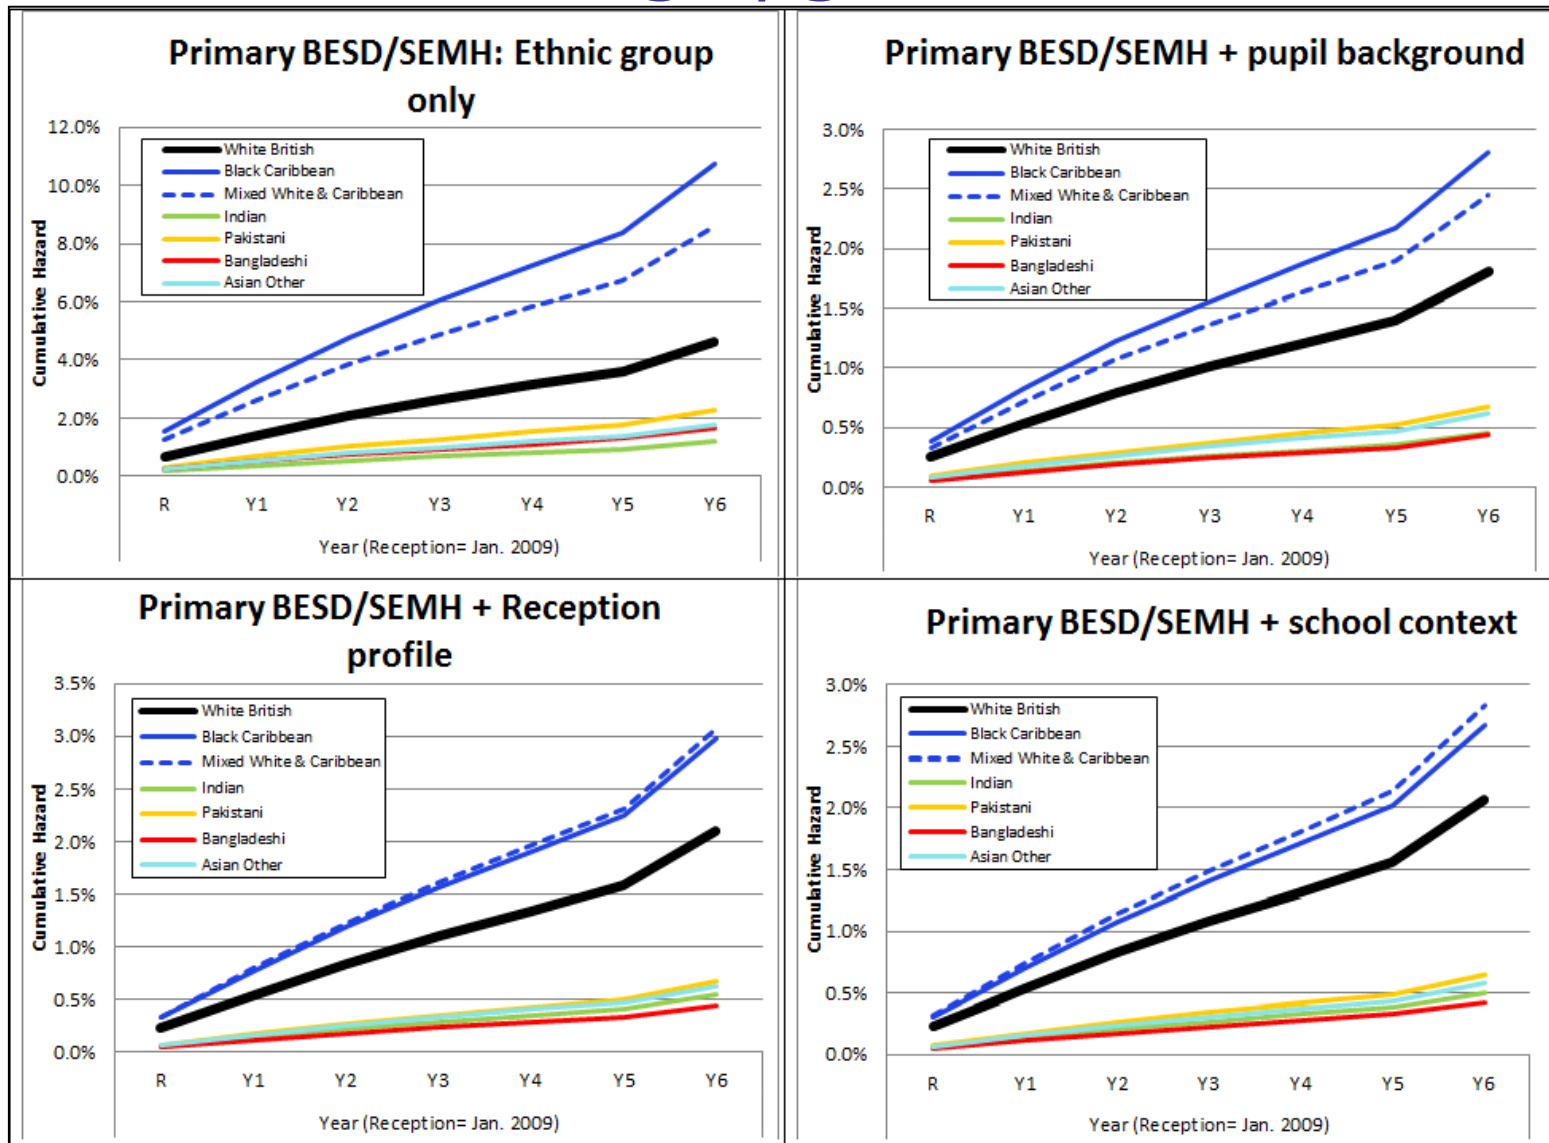 Primary BESD/SEMH: Ethnic group
only
12.0%
10.0%
8.0%
6.0%
4.0%
2.0%
0.0%
Cumulative Hazard
White British
Black Caribbean
Mixed White & Caribbean
Indian
Pakistani
Bangladeshi
Asian Other
R Y1 Y2 Y3 Y4 Y5 Y6
Year (Reception= Jan. 2009)
Primary BESD/SEMH + pupil background
3.0%
2.5%
2.0%
1.5%
1.0%
0.5%
0.0%
Cumulative Hazard
White British
Black Caribbean
Mixed White & Caribbean
Indian
Pakistani
Bangladeshi
Asian Other
R Y1 Y2 Y3 Y4 Y5 Y6
Year (Reception= Jan. 2009)
Primary BESD/SEMH + Reception
profile
3.5%
3.0%
2.5%
2.0%
1.5%
1.0%
0.5%
0.0%
Cumulative Hazard
White British
Black Caribbean
Mixed White & Caribbean
Indian
Pakistani
Bangladeshi
Asian Other
R Y1 Y2 Y3 Y4 Y5 Y6
Year (Reception= Jan. 2009)
Primary BESD/SEMH + school context
3.0%
2.5%
2.0%
1.5%
1.0%
0.5%
0.0%
Cumulative Hazard
White British
Black Caribbean
Mixed White & Caribbean
Indian
Pakistani
Bangladeshi
Asian Other
R Y1 Y2 Y3 Y4 Y5 Y6
Year (Reception= Jan. 2009)